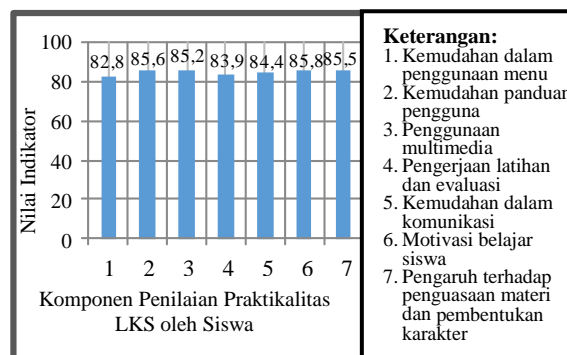 100
80
60
40
20
0
82,8 85,6 85,2 83,9 84,4 85,8 85,5
1 2 3 4 5 6 7
Nilai Indikator
Komponen Penilaian Praktikalitas
LKS oleh Siswa
Keterangan:
1. Kemudahan dalam
penggunaan menu
2. Kemudahan panduan
pengguna
3. Penggunaan
multimedia
4. Pengerjaan latihan
dan evaluasi
5. Kemudahan dalam
komunikasi
6. Motivasi belajar
siswa
7. Pengaruh terhadap
penguasaan materi
dan pembentukan
karakter